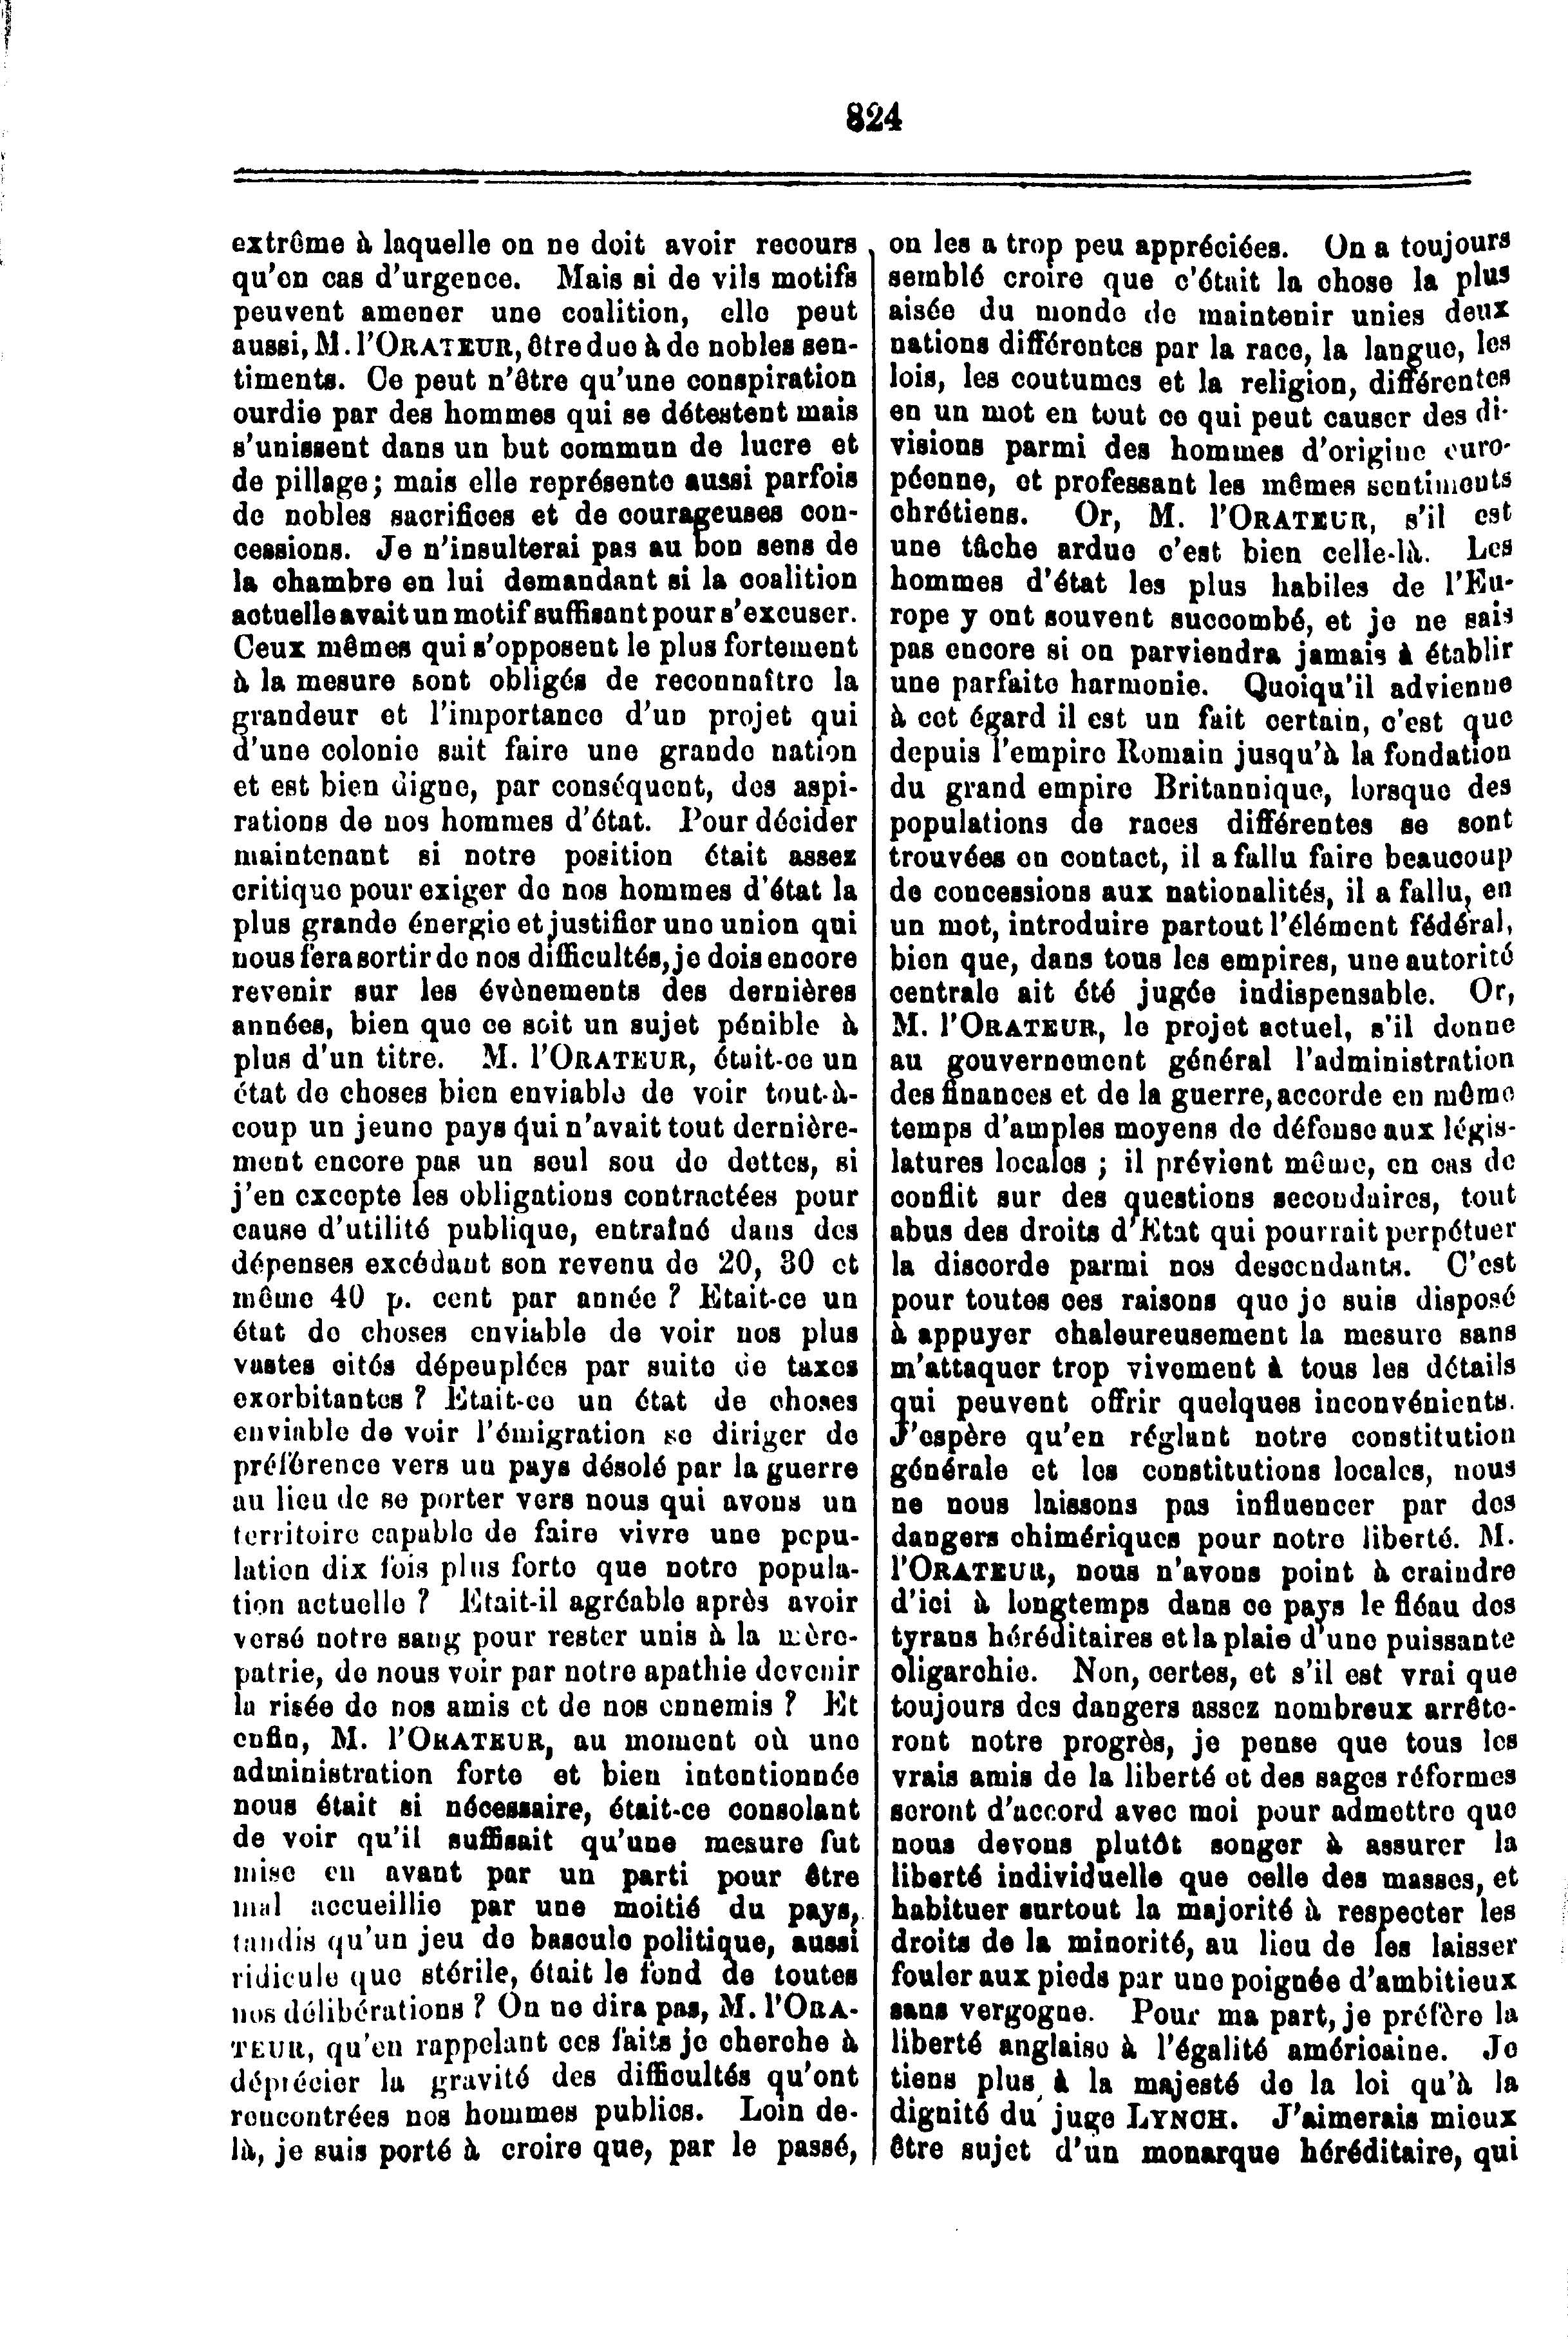 824
extrême à laquelle on ne doit avoir recours
qu'en cas d'urgence. Mais si de vils motifs
peuvent amener une coalition, elle peut
aussi, M. l'ORATEUR, être due à de nobles sen-
timents. Ce peut n'être qu'une conspiration
ourdie par des hommes qui se détestent mais
s'unissent dans un but commun de lucre et
de pillage; mais elle représente aussi parfois
de nobles sacrifices et de courageuses con-
cessions. Je n'insulterai pas au bon sens de
la chambre en lui demandant si la coalition
actuelle avait un motif suffisant pour s'excuser.
Ceux mêmes qui s'opposent le plus fortement
à la mesure sont obligés de reconnaître la
grandeur et l'importance d'un projet qui
d'une colonie sait faire une grande nation
et est bien digne, par conséquent, des aspi-
rations de nos hommes d'état. Pour décider
maintenant si notre position était assez
critique pour exiger de nos hommes d'état la
plus grande énergie et justifier une union qui
nous fera sortir de nos difficultés, je dois encore
revenir sur les évènements des dernières
années, bien que ce soit un sujet pénible à
plus d'un titre. M. l'ORATEUR, était-ce un
état de choses bien enviable de voir tout-à-
coup un jeune pays qui n'avait tout dernière-
ment encore pas un seul sou de dettes, si
j'en excepte les obligations contractées pour
cause d'utilité publique, entraîné dans des
dépenses excédant son revenu de 20, 30 et
même 40 p. cent par année ? Etait-ce un
état de choses enviable de voir nos plus
vastes cités dépeuplées par suite de taxes
exorbitantes ? Etait-ce un état de choses
enviable de voir l'émigration se diriger de
préférence vers un pays désolé par la guerre
au lieu de se porter vers nous qui avons un
territoire capable de faire vivre une popu-
lation dix fois plus forte que notre popula-
tion actuelle ? Etait-il agréable après avoir
versé notre sang pour rester unis à la mère-
patrie, de nous voir par notre apathie devenir
la risée de nos amis et de nos ennemis ? Et
enfin, M. l'ORATEUR, au moment où une
administration forte et bien intentionnée
nous était si nécessaire, était-ce consolant
de voir qu'il suffisait qu'une mesure fut
mise en avant par un parti pour être
mal accueillie par une moitié du pays,
tandis qu'un jeu de bascule politique, aussi
ridicule que stérile, était le fond de toutes
nos délibérations ? On ne dira pas, M. l'ORA-
TEUR, qu'en rappelant ces faits je cherche à
déprécier la gravité des difficultés qu'ont
rencontrées nos hommes publics. Loin de-
là, je suis porté à croire que, par le passé,
on les a trop peu appréciées. On a toujours
semblé croire que c'était la chose la plus
aisée du monde de maintenir unies deux
nations différentes par la race, la langue, les
lois, les coutumes et la religion, différentes
en un mot en tout ce qui peut causer des di-
visions parmi des hommes d'origine euro-
péenne, et professant les mêmes sentiments
chrétiens. Or, M. l'ORATEUR, s'il est
une tâche ardue c'est bien celle-là. Les
hommes d'état les plus habiles de l'Eu-
rope y ont souvent succombé, et je ne sais
pas encore si on parviendra jamais à établir
une parfaite harmonie. Quoiqu'il advienne
à cet égard il est un fait certain, c'est que
depuis l'empire Romain jusqu'à la fondation
du grand empire Britannique, lorsque des
populations de races différentes se sont
trouvées en contact, il a fallu faire beaucoup
de concessions aux nationalités, il a fallu, en
un mot, introduire partout l'élément fédéral,
bien que, dans tous les empires, une autorité
centrale ait été jugée indispensable. Or,
M. l'ORATEUR, le projet actuel, s'il donne
au gouvernement général l'administration
des finances et de la guerre, accorde en même
temps d'amples moyens de défense aux légis-
latures locales ; il prévient même, en cas de
conflit sur des questions secondaires, tout
abus des droits d'Etat qui pourrait perpétuer
la discorde parmi nos descendants. C'est
pour toutes ces raisons que je suis disposé
à appuyer chaleureusement la mesure sans
m'attaquer trop vivement à tous les détails
qui peuvent offrir quelques inconvénients.
J'espère qu'en réglant notre constitution
générale et les constitutions locales, nous
ne nous laissons pas influencer par des
dangers chimériques pour notre liberté. M.
l'ORATEUR, nous n'avons point à craindre
d'ici à longtemps dans ce pays le fléau des
tyrans héréditaires et la plaie d'une puissante
oligarchie. Non, certes, et s'il est vrai que
toujours des dangers assez nombreux arrête-
ront notre progrès, je pense que tous les
vrais amis de la liberté et des sages réformes
seront d'accord avec moi pour admettre que
nous devons plutôt songer à assurer la
liberté individuelle que celle des masses, et
habituer surtout la majorité à respecter les
droits de la minorité, au lieu de les laisser
fouler aux pieds par une poignée d'ambitieux
sans vergogne. Pour ma part, je préfère la
liberté anglaise à l'égalité américaine. Je
tiens plus à la majesté de la loi qu'à la
dignité du juge LYNCH. J'aimerais mieux
être sujet d'un monarque héréditaire, qui